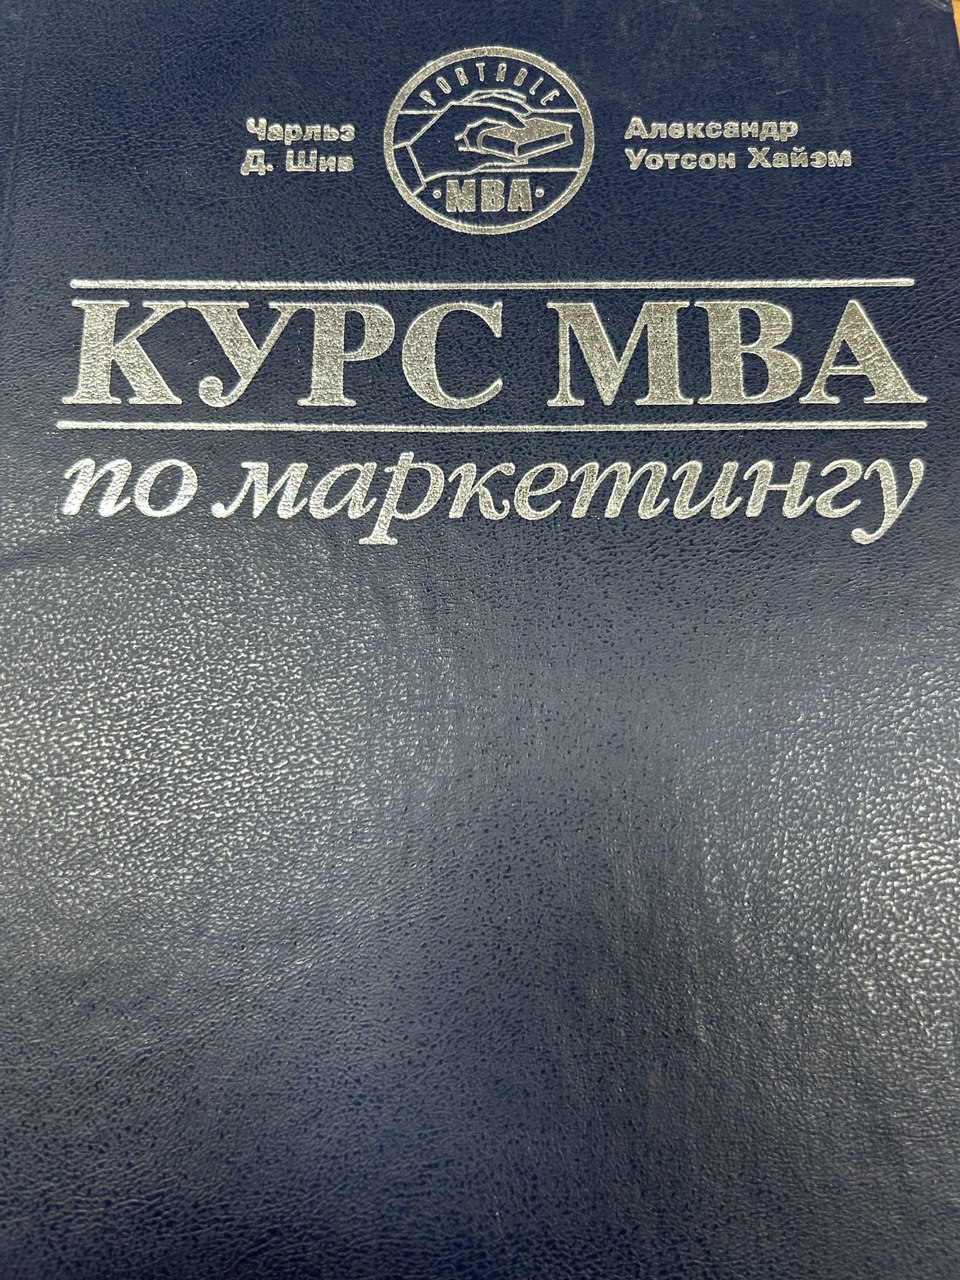 PORTABLE
MBA
Чарльз
Д. Шив
Александр
Уотсон Хайэм
КУРС МВА
по маркетингу